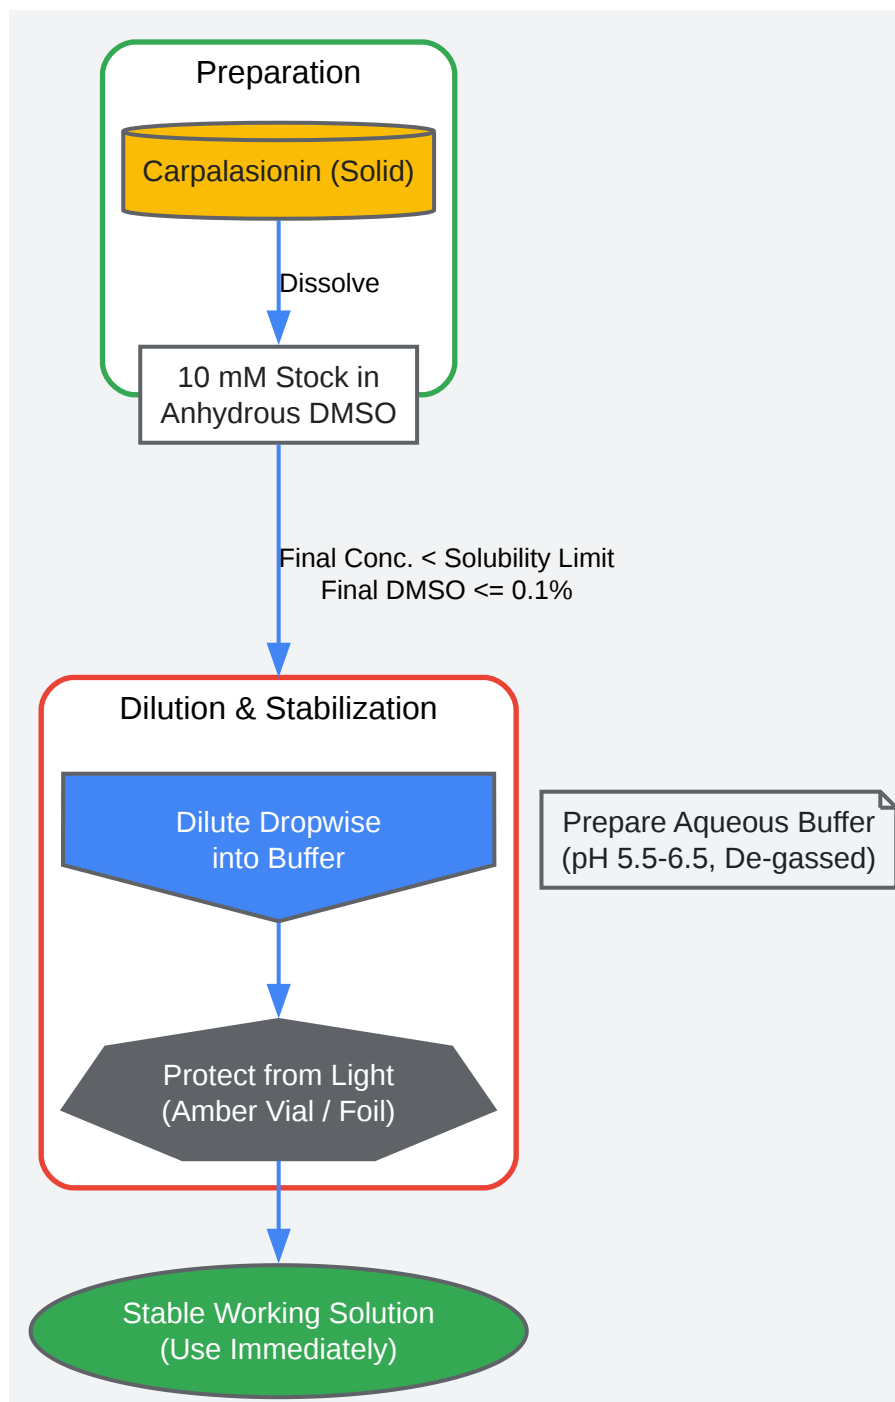 Preparation
Carpalasionin (Solid)
Dissolve
10 mM Stock in
Anhydrous DMSO
Final Conc. < Solubility Limit
Final DMSO <= 0.1%
Dilution & Stabilization
Dilute Dropwise
into Buffer
Prepare Aqueous Buffer
(pH 5.5-6.5, De-gassed)
Protect from Light
(Amber Vial / Foil)
Stable Working Solution
(Use Immediately)